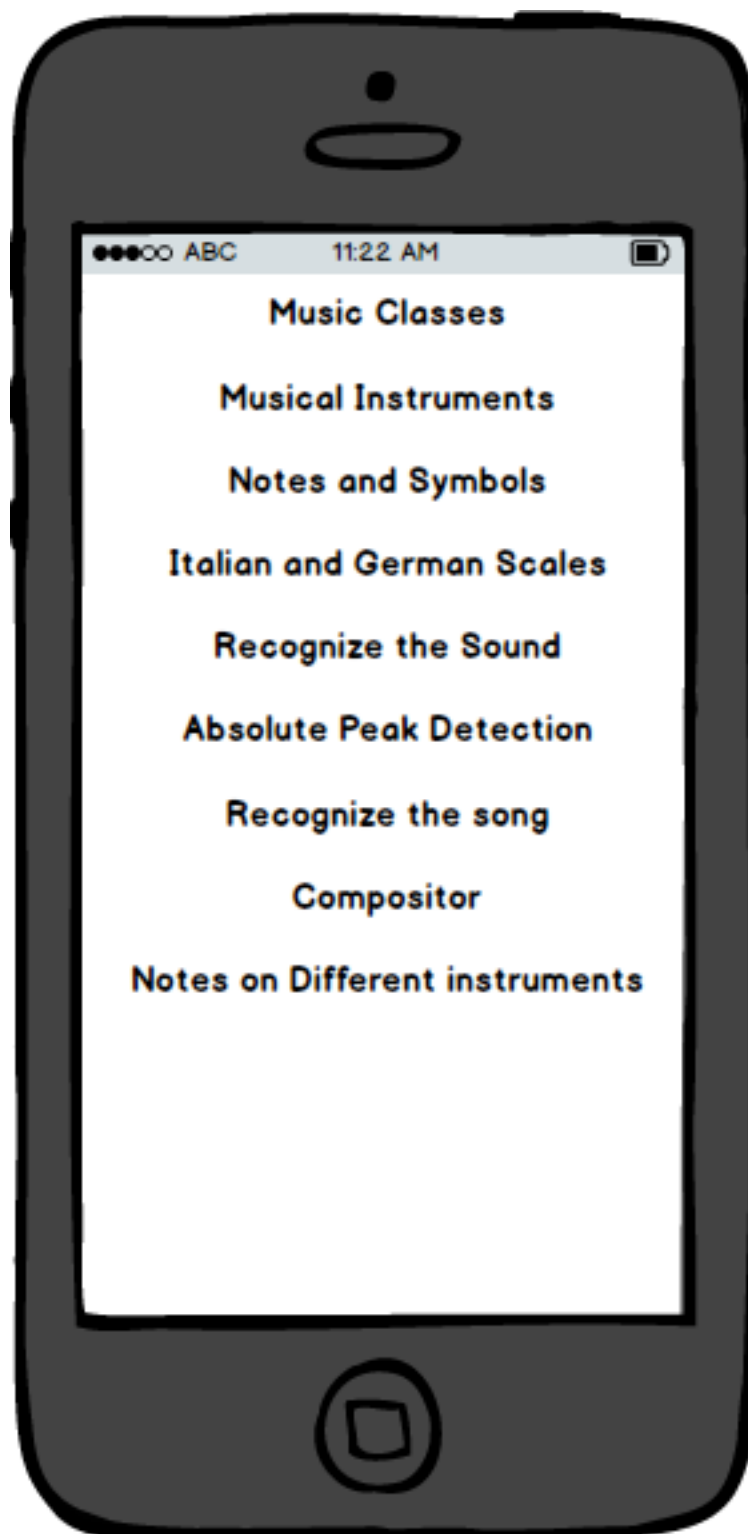 ABC 11:22 AM
Music Classes
Musical Instruments
Notes and Symbols
Italian and German Scales
Recognize the Sound
Absolute Peak Detection
Recognize the song
Compositor
Notes on Different instruments